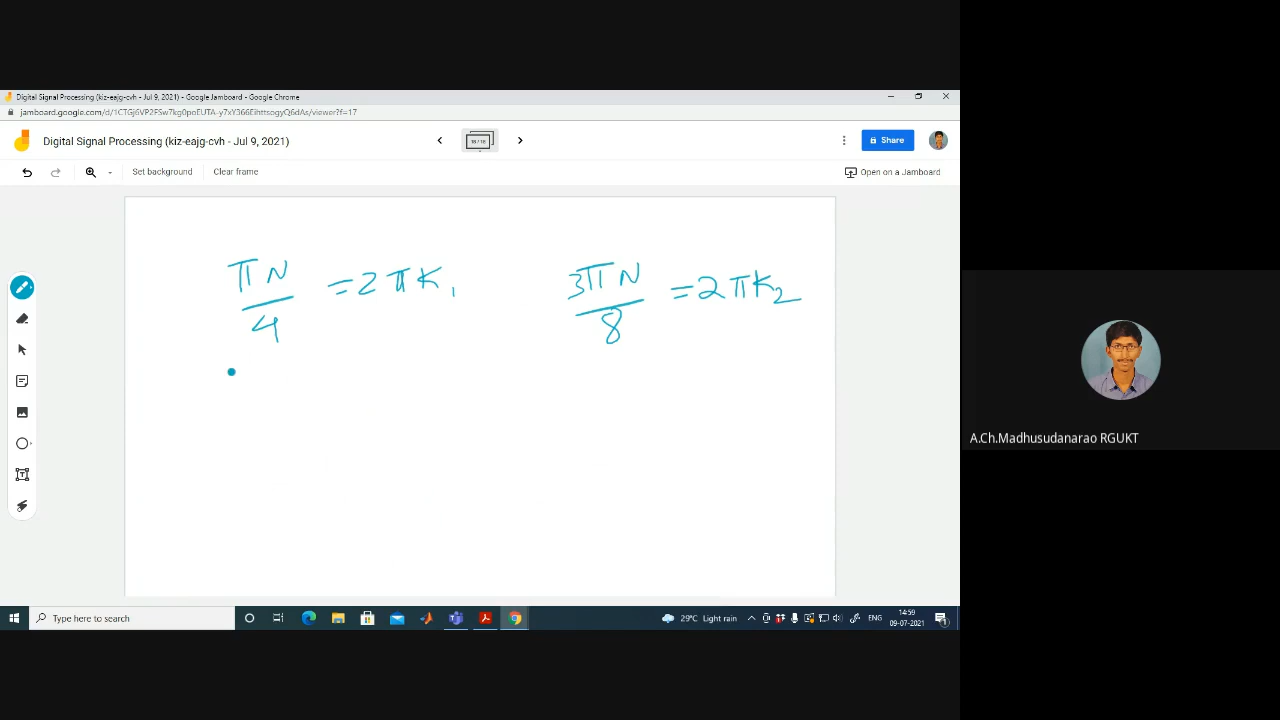 Digital Signal Processing (kiz-eajg-cvh - Jul 9, 2021) - Google Jamboard - Google Chrome
Digital Signal Processing (kiz-eajg-cvh - Jul 9, 2021)
18 / 18
Share
Set background
Clear frame
Open on a Jamboard
πN/4 = 2πK₁
3πN/8 = 2πK₂
A.Ch.Madhusudanarao RGUKT
Type here to search
29°C Light rain
ENG
14:59
09-07-2021